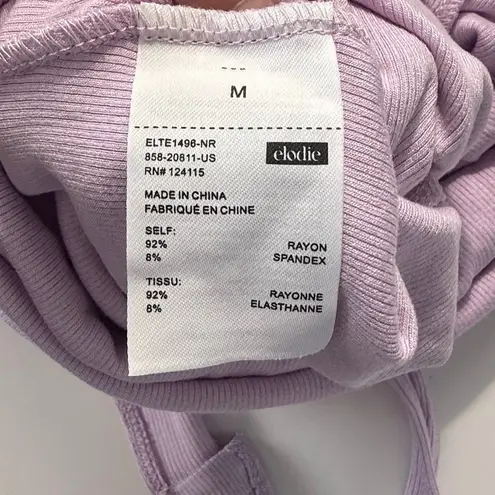 M
ELTE1496-NR
858-20811-US
RN# 124115
elodie
MADE IN CHINA
FABRIQUÉ EN CHINE
SELF:
92% RAYON
8% SPANDEX
TISSU:
92% RAYONNE
8% ELASTHANNE